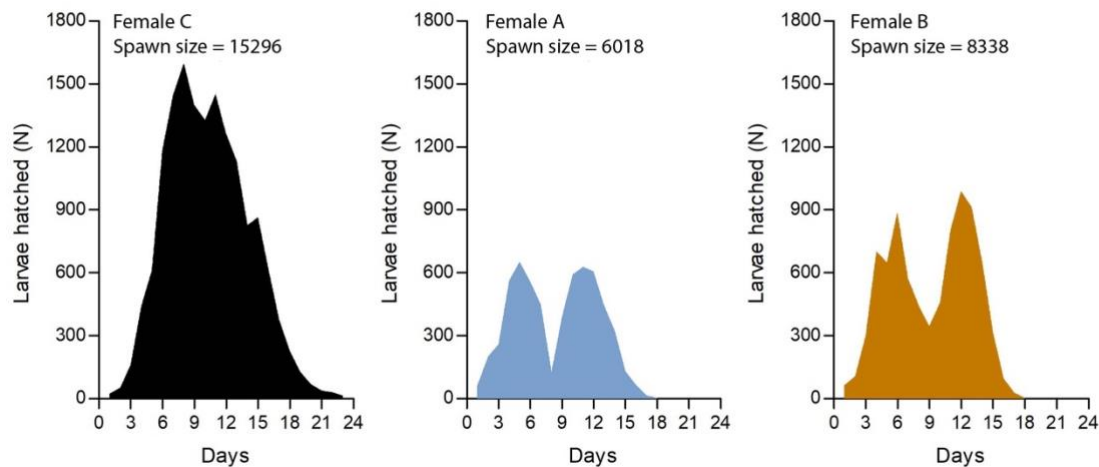 Female C
Spawn size = 15296
1800
1500
1200
900
600
300
0
Larvae hatched (N)
0 3 6 9 12 15 18 21 24
Days
Female A
Spawn size = 6018
1800
1500
1200
900
600
300
0
Larvae hatched (N)
0 3 6 9 12 15 18 21 24
Days
Female B
Spawn size = 8338
1800
1500
1200
900
600
300
0
Larvae hatched (N)
0 3 6 9 12 15 18 21 24
Days